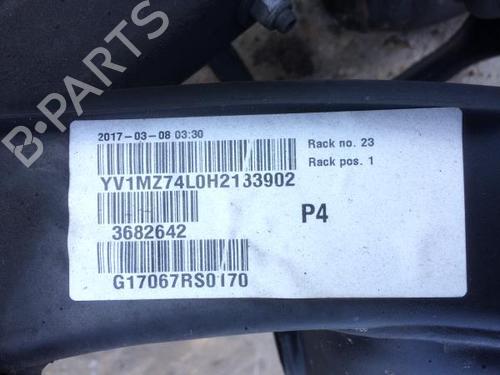 B-PARTS
2017-03-08 03:30
Rack no. 23
Rack pos. 1
YV1MZ74L0H2133902
P4
3682642
G17067RS0170